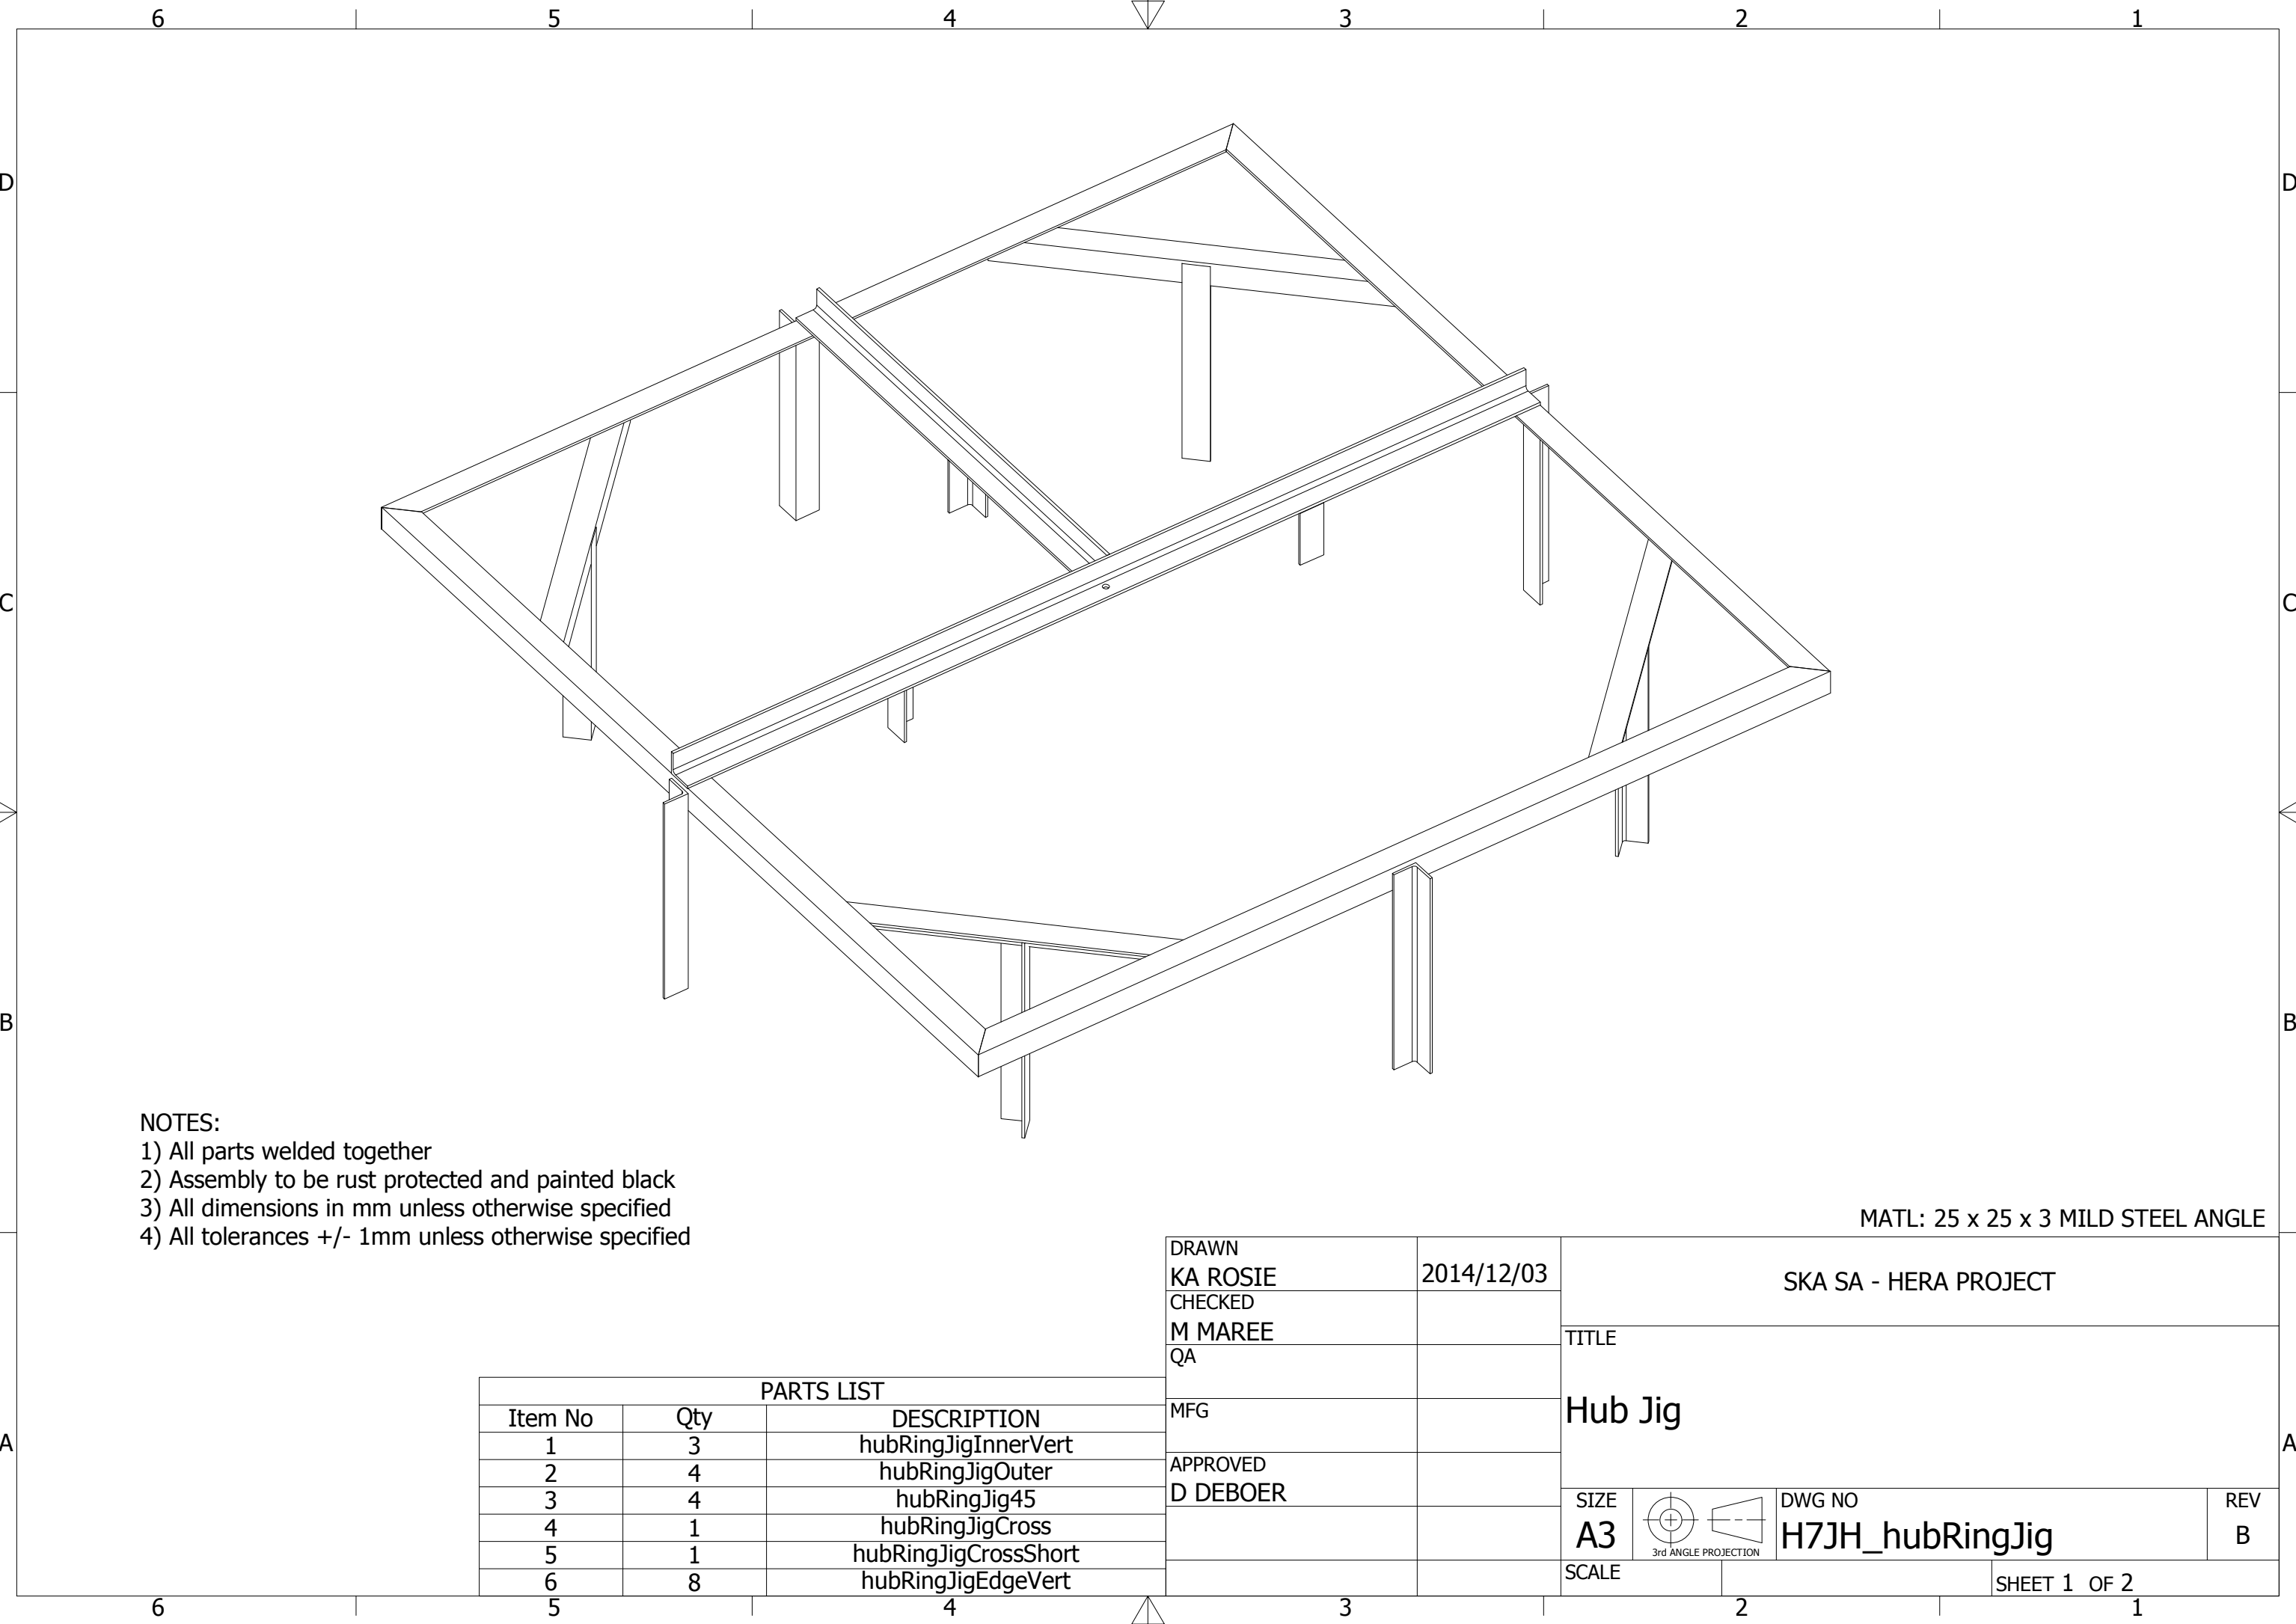 6 5 4 3 2 1
D D
C C
B B
A A
NOTES:
1) All parts welded together
2) Assembly to be rust protected and painted black
3) All dimensions in mm unless otherwise specified
4) All tolerances +/- 1mm unless otherwise specified
MATL: 25 x 25 x 3 MILD STEEL ANGLE
PARTS LIST
Item No Qty DESCRIPTION
1 3 hubRingJigInnerVert
2 4 hubRingJigOuter
3 4 hubRingJig45
4 1 hubRingJigCross
5 1 hubRingJigCrossShort
6 8 hubRingJigEdgeVert
DRAWN
KA ROSIE 2014/12/03
CHECKED
M MAREE
QA
MFG
APPROVED
D DEBOER
SKA SA - HERA PROJECT
TITLE
Hub Jig
SIZE
A3
3rd ANGLE PROJECTION
DWG NO
H7JH_hubRingJig
REV
B
SCALE
SHEET 1 OF 2
6 5 4 3 2 1